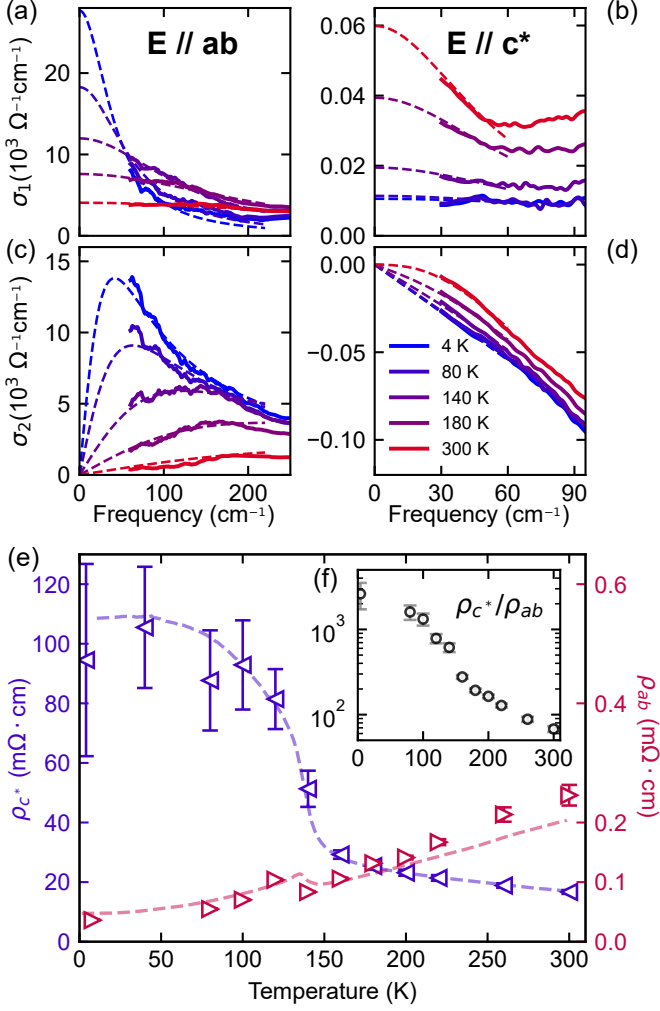 (a)
E // ab
E // c*
(b)
σ₁(10³ Ω⁻¹cm⁻¹)
20
10
0
0.06
0.04
0.02
0.00
(c)
(d)
σ₂(10³ Ω⁻¹cm⁻¹)
15
10
5
0
0.00
−0.05
−0.10
4 K
80 K
140 K
180 K
300 K
0 100 200
0 30 60 90
Frequency (cm⁻¹)
Frequency (cm⁻¹)
(e)
(f)
ρc*/ρab
10³
10²
0 100 200 300
ρc* (mΩ · cm)
120
100
80
60
40
20
0
0.6
0.4
0.2
0.1
0.0
ρab (mΩ · cm)
0 50 100 150 200 250 300
Temperature (K)